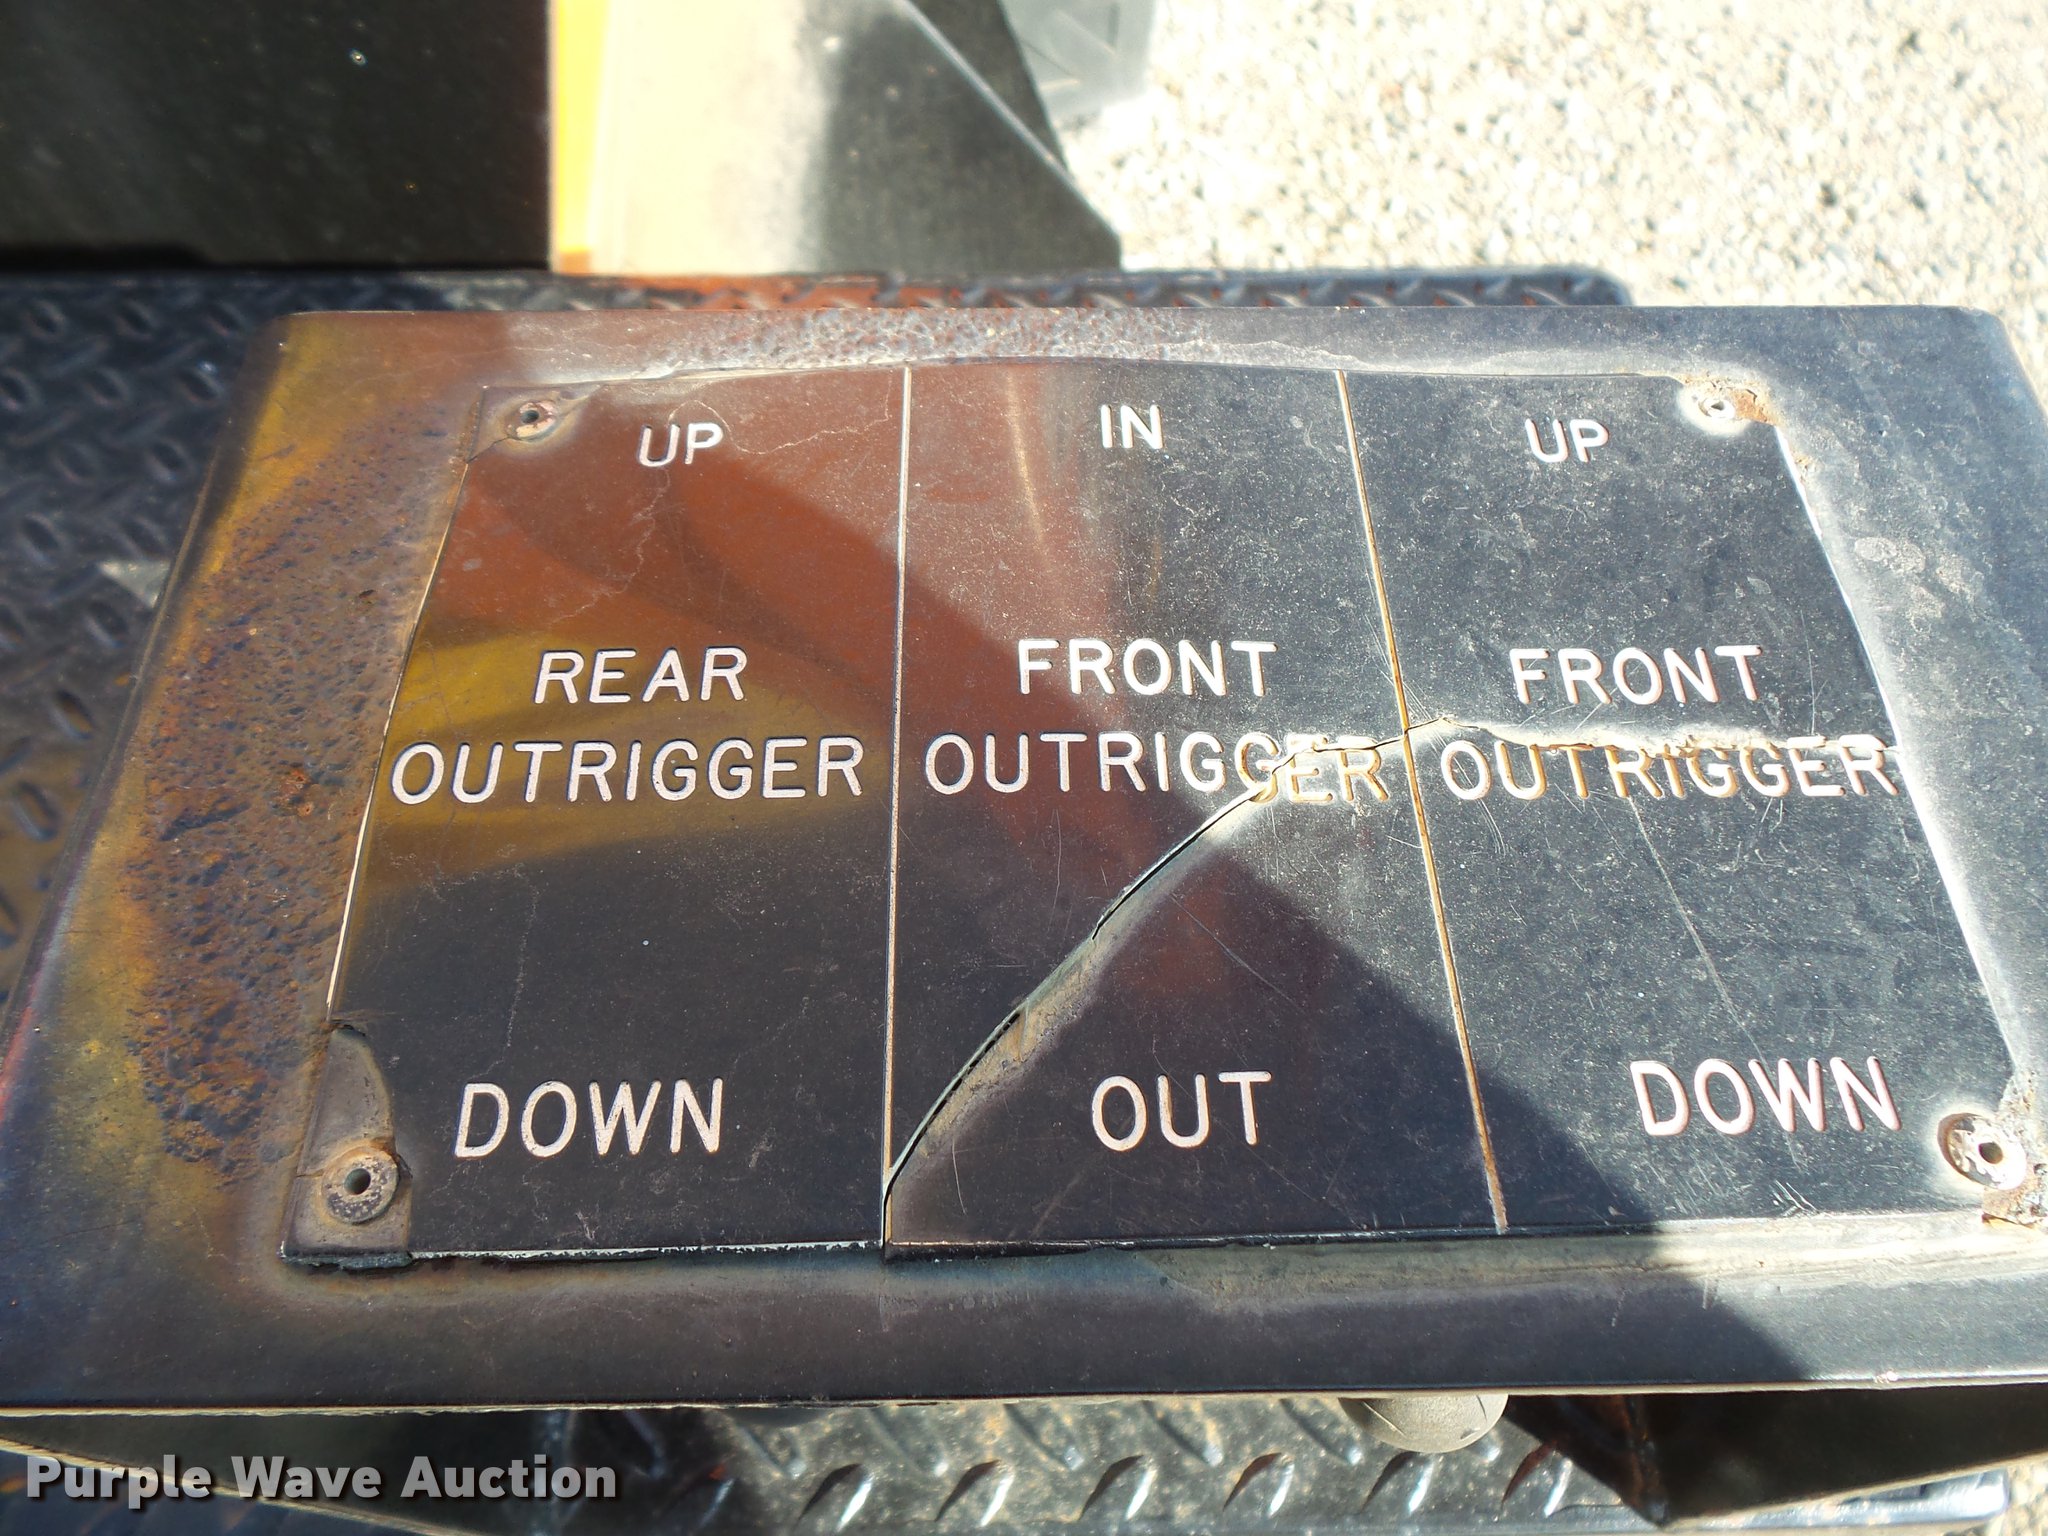 UP
REAR
OUTRIGGER
DOWN
IN
FRONT
OUTRIGGER
OUT
UP
FRONT
OUTRIGGER
DOWN
Purple Wave Auction